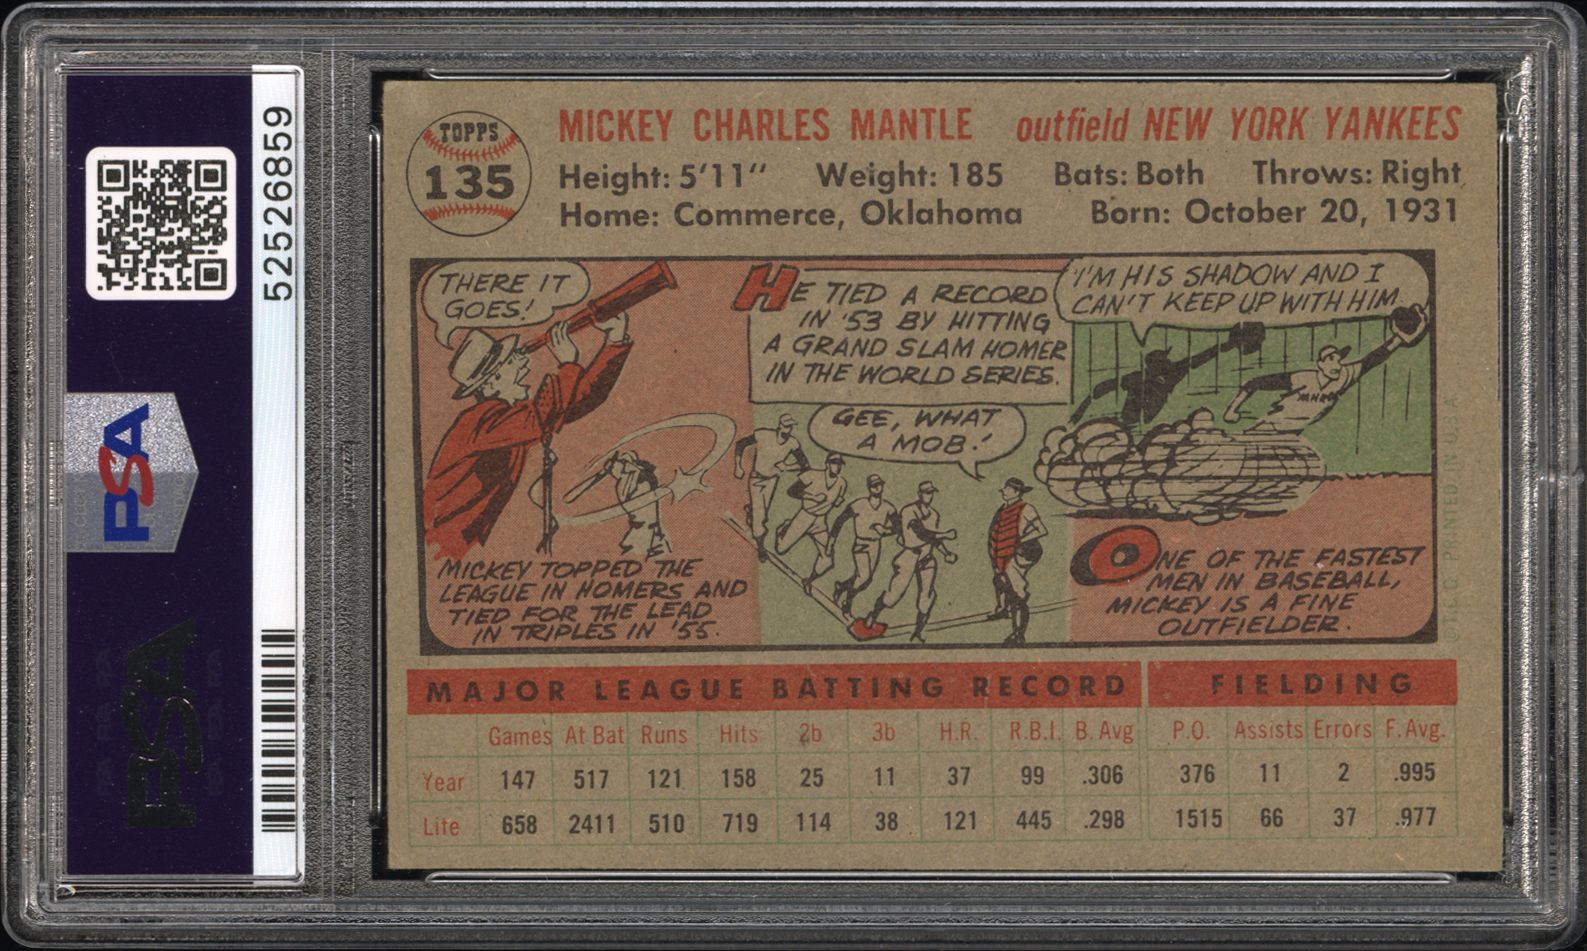 52526859
PSA
PSA
TOPPS
135
MICKEY CHARLES MANTLE outfield NEW YORK YANKEES
Height: 5'11" Weight: 185 Bats: Both Throws: Right
Home: Commerce, Oklahoma Born: October 20, 1931
THERE IT
GOES!
MICKEY TOPPED THE
LEAGUE IN HOMERS AND
TIED FOR THE LEAD
IN TRIPLES IN '55.
HE TIED A RECORD
IN '53 BY HITTING
A GRAND SLAM HOMER
IN THE WORLD SERIES.
GEE, WHAT
A MOB!
I'M HIS SHADOW AND I
CAN'T KEEP UP WITH HIM.
ONE OF THE FASTEST
MEN IN BASEBALL,
MICKEY IS A FINE
OUTFIELDER.
© T.C.G. PRINTED IN U.S.A.
MAJOR LEAGUE BATTING RECORD FIELDING
Games At Bat Runs Hits 2b 3b H.R. R.B.I. B. Avg P.O. Assists Errors F. Avg.
Year 147 517 121 158 25 11 37 99 .306 376 11 2 .995
Life 658 2411 510 719 114 38 121 445 .298 1515 66 37 .977